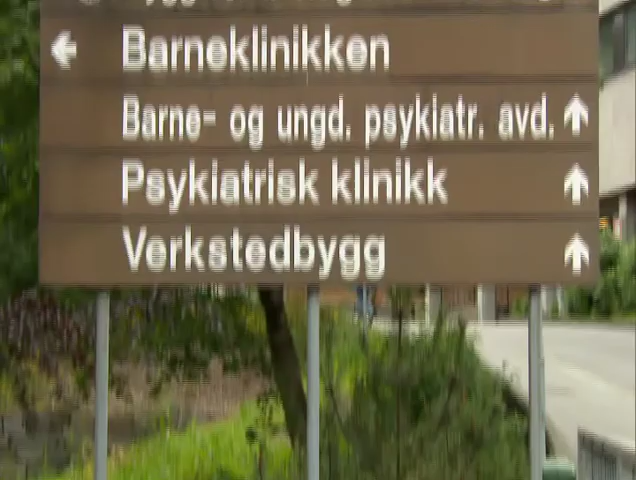 Barneklinikken
Barne- og ungd. psykiatr. avd.
Psykiatrisk klinikk
Verkstedbygg